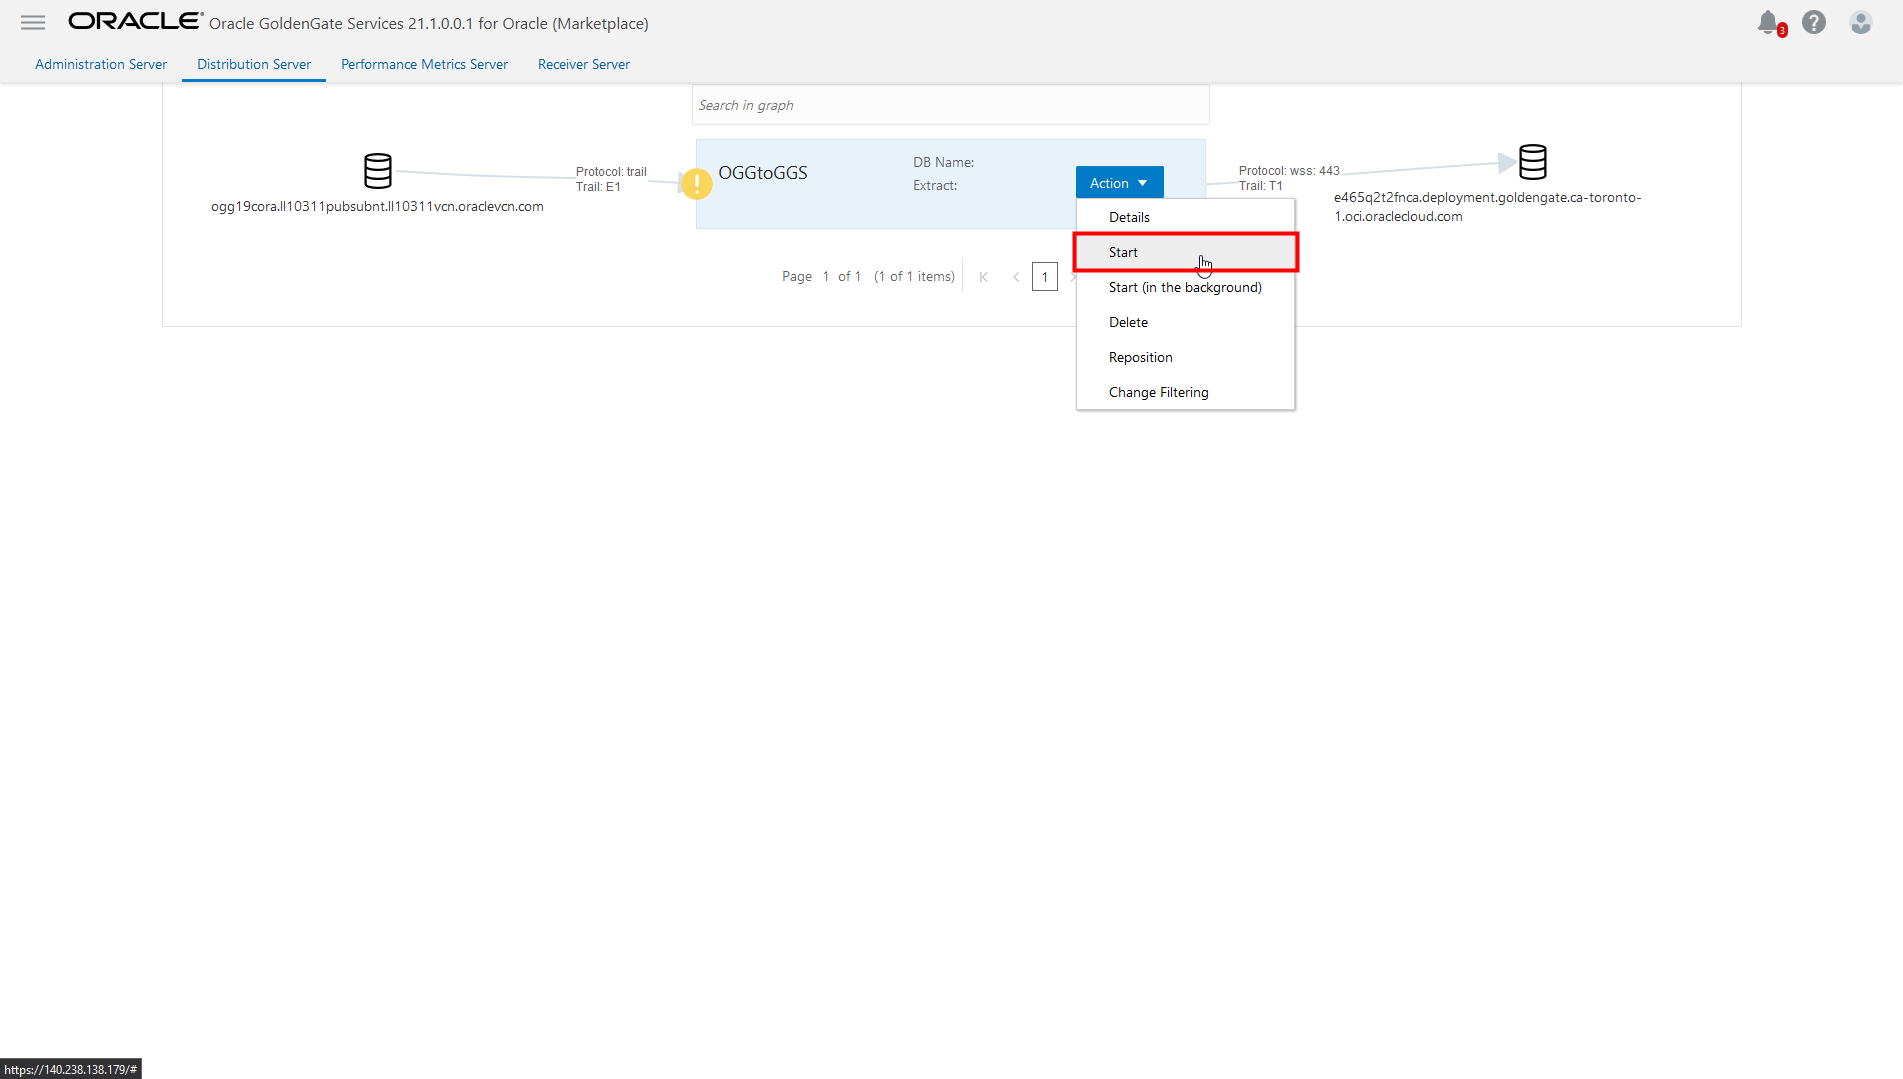 ORACLE Oracle GoldenGate Services 21.1.0.0.1 for Oracle (Marketplace)
3
?
Administration Server
Distribution Server
Performance Metrics Server
Receiver Server
Search in graph
ogg19cora.ll10311pubsubnt.ll10311vcn.oraclevcn.com
Protocol: trail
Trail: E1
!
OGGtoGGS
DB Name:
Extract:
Action
Protocol: wss: 443
Trail: T1
e465q2t2fnca.deployment.goldengate.ca-toronto-
1.oci.oraclecloud.com
Details
Start
Start (in the background)
Delete
Reposition
Change Filtering
Page 1 of 1 (1 of 1 items) 1
https://140.238.138.179/#